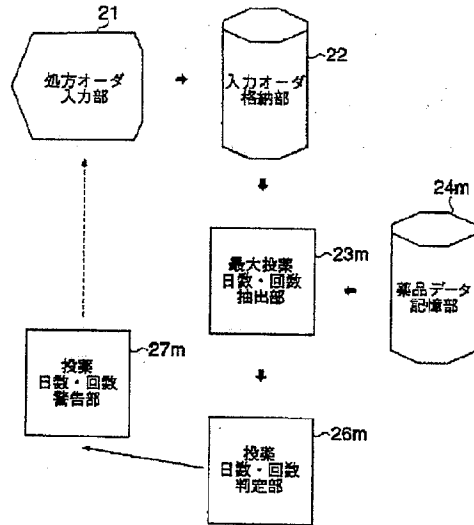 21
処方オーダ
入力部
22
入力オーダ
格納部
24m
薬品データ
記憶部
23m
最大投薬
日数・回数
抽出部
27m
投薬
日数・回数
警告部
26m
投薬
日数・回数
判定部